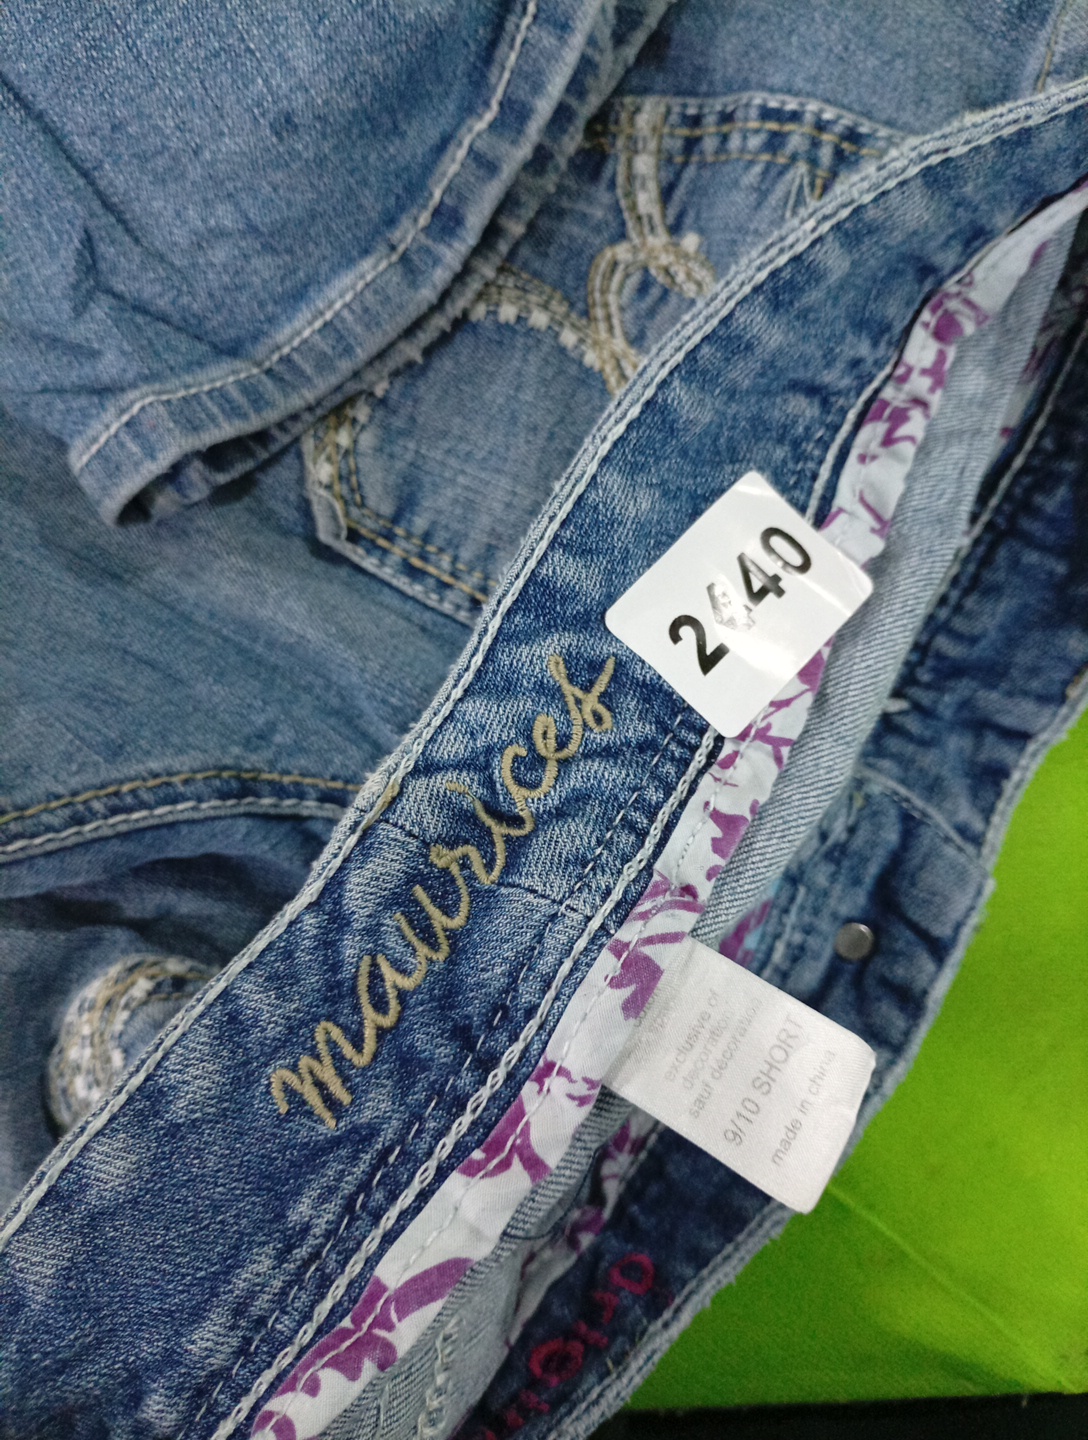 2440
maurices
exclusive of
decoration
sauf décoration
9/10 SHORT
made in china